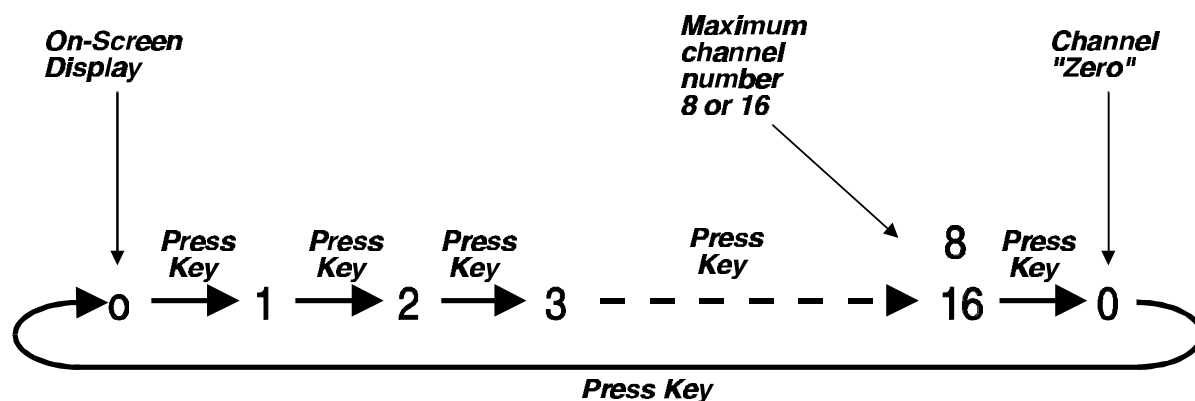 On-Screen
Display
Maximum
channel
number
8 or 16
Channel
"Zero"
Press
Key
Press
Key
Press
Key
Press
Key
8
Press
Key
o
1
2
3
16
0
Press Key